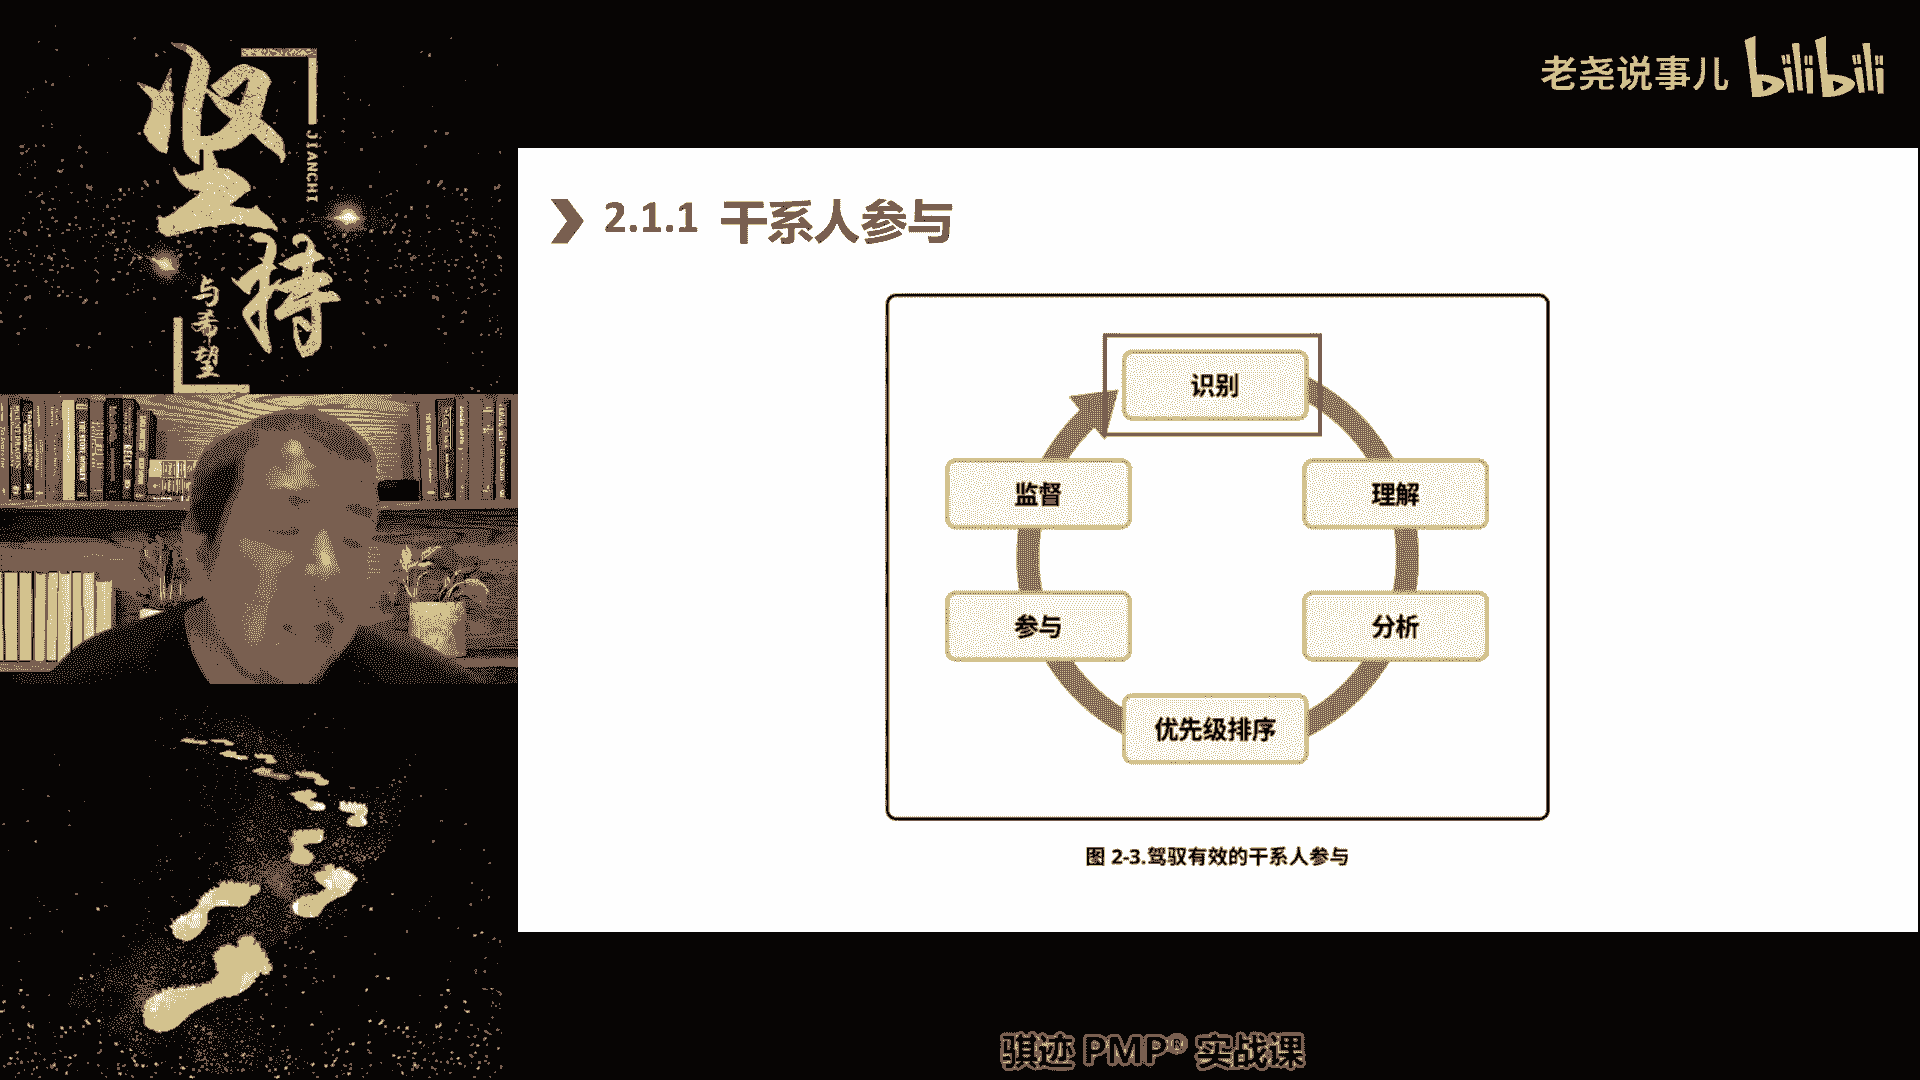 坚持
JIANCHI
与希望
老尧说事儿 bilibili
2.1.1 干系人参与
识别
监督
理解
参与
分析
优先级排序
图 2-3.驾驭有效的干系人参与
骐迹 PMP® 实战课